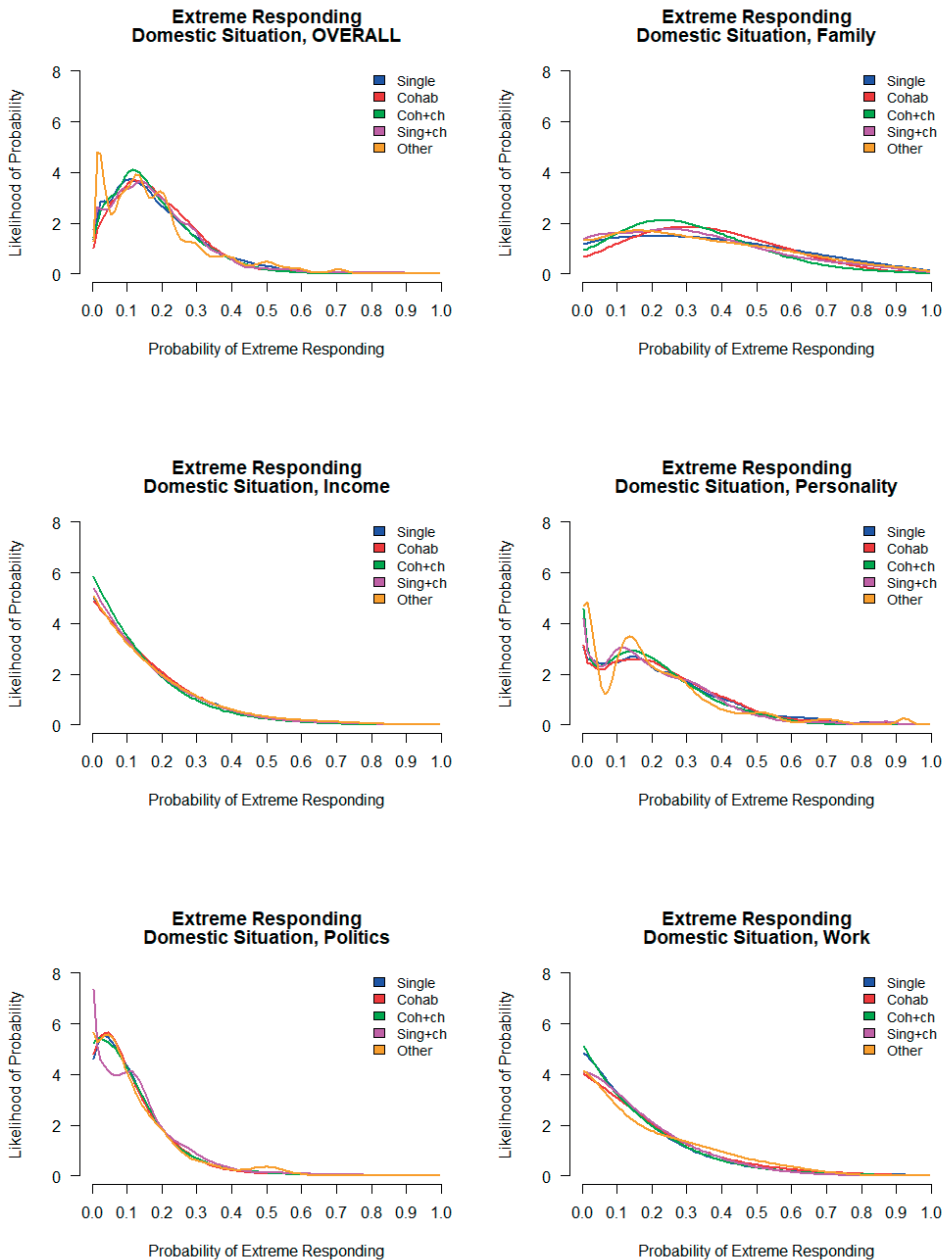 Extreme Responding
Domestic Situation, OVERALL
Likelihood of Probability
8
6
4
2
0
Single
Cohab
Coh+ch
Sing+ch
Other
0.0 0.1 0.2 0.3 0.4 0.5 0.6 0.7 0.8 0.9 1.0
Probability of Extreme Responding
Extreme Responding
Domestic Situation, Family
Likelihood of Probability
8
6
4
2
0
Single
Cohab
Coh+ch
Sing+ch
Other
0.0 0.1 0.2 0.3 0.4 0.5 0.6 0.7 0.8 0.9 1.0
Probability of Extreme Responding
Extreme Responding
Domestic Situation, Income
Likelihood of Probability
8
6
4
2
0
Single
Cohab
Coh+ch
Sing+ch
Other
0.0 0.1 0.2 0.3 0.4 0.5 0.6 0.7 0.8 0.9 1.0
Probability of Extreme Responding
Extreme Responding
Domestic Situation, Personality
Likelihood of Probability
8
6
4
2
0
Single
Cohab
Coh+ch
Sing+ch
Other
0.0 0.1 0.2 0.3 0.4 0.5 0.6 0.7 0.8 0.9 1.0
Probability of Extreme Responding
Extreme Responding
Domestic Situation, Politics
Likelihood of Probability
8
6
4
2
0
Single
Cohab
Coh+ch
Sing+ch
Other
0.0 0.1 0.2 0.3 0.4 0.5 0.6 0.7 0.8 0.9 1.0
Probability of Extreme Responding
Extreme Responding
Domestic Situation, Work
Likelihood of Probability
8
6
4
2
0
Single
Cohab
Coh+ch
Sing+ch
Other
0.0 0.1 0.2 0.3 0.4 0.5 0.6 0.7 0.8 0.9 1.0
Probability of Extreme Responding